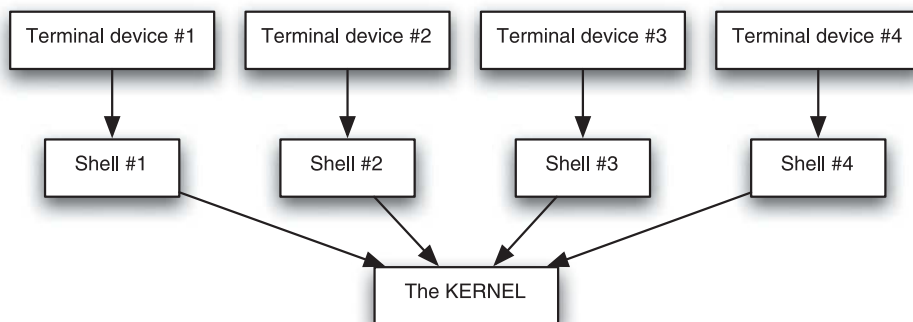 Terminal device #1
Terminal device #2
Terminal device #3
Terminal device #4
Shell #1
Shell #2
Shell #3
Shell #4
The KERNEL